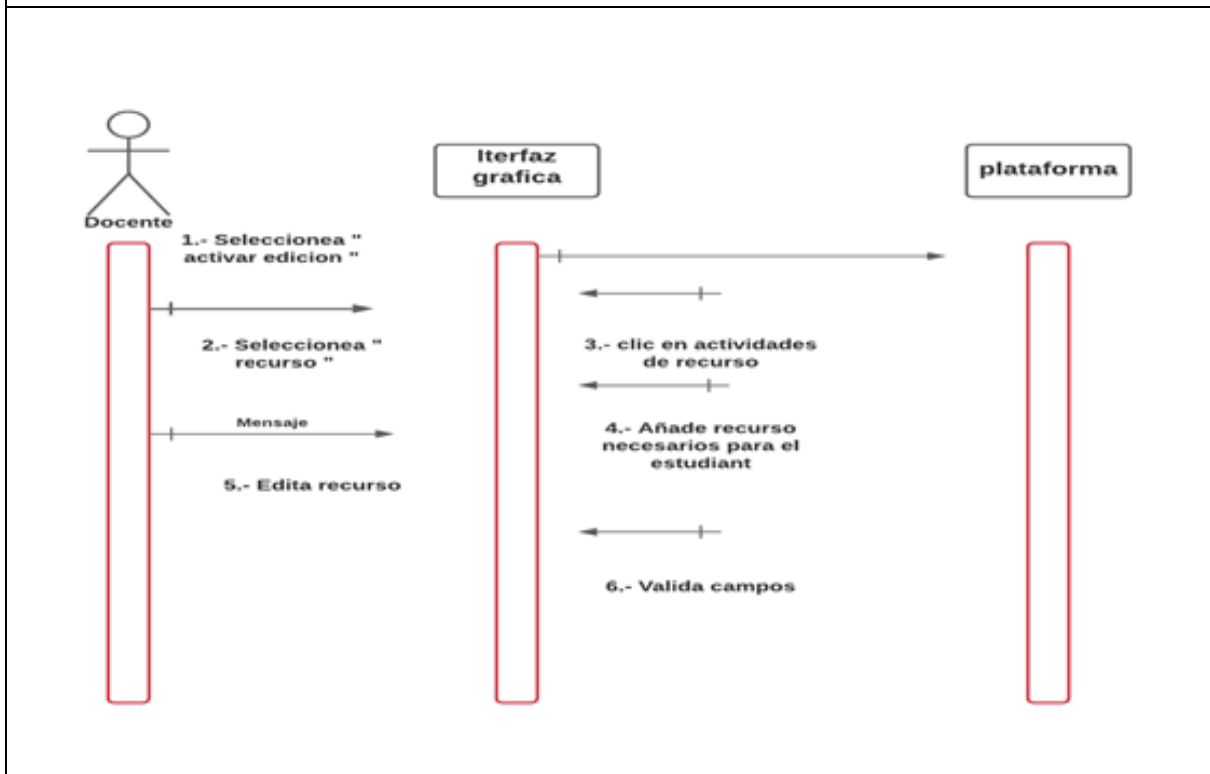 Iterfaz
grafica
plataforma
Docente
1.- Seleccionea "
activar edicion "
2.- Seleccionea "
recurso "
3.- clic en actividades
de recurso
Mensaje
4.- Añade recurso
necesarios para el
estudiant
5.- Edita recurso
6.- Valida campos